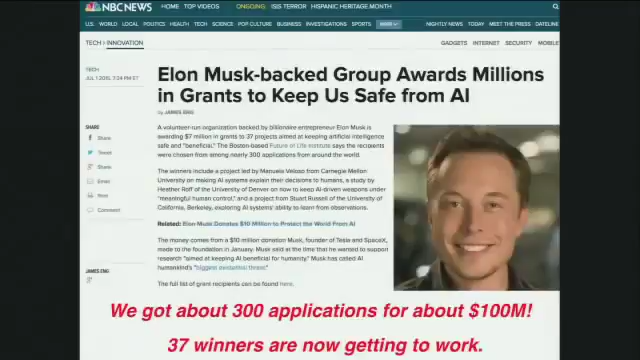 NBC NEWS HOME TOP VIDEOS ONGOING: ISIS TERROR HISPANIC HERITAGE MONTH
U.S. WORLD LOCAL POLITICS HEALTH TECH SCIENCE POP CULTURE BUSINESS INVESTIGATIONS SPORTS MORE NIGHTLY NEWS TODAY MEET THE PRESS DATELINE
TECH > INNOVATION GADGETS INTERNET SECURITY MOBILE
TECH
JUL 1 2015, 7:24 PM ET
Elon Musk-backed Group Awards Millions
in Grants to Keep Us Safe from AI
by JAMES ENG
SHARE
Share
Tweet
Share
Email
Print
Comment
JAMES ENG
A volunteer-run organization backed by billionaire entrepreneur Elon Musk is
awarding $7 million in grants to 37 projects aimed at keeping artificial intelligence
safe and "beneficial." The Boston-based Future of Life Institute says the recipients
were chosen from among nearly 300 applications from around the world.
The winners include a project led by Manuela Veloso from Carnegie Mellon
University on making AI systems explain their decisions to humans, a study by
Heather Roff of the University of Denver on how to keep AI-driven weapons under
"meaningful human control," and a project from Stuart Russell of the University of
California, Berkeley, exploring AI systems' ability to learn from observations.
Related: Elon Musk Donates $10 Million to Protect the World From AI
The money comes from a $10 million donation Musk, founder of Tesla and SpaceX,
made to the foundation in January. Musk said at the time that he wanted to support
research "aimed at keeping AI beneficial for humanity." Musk has called AI
humankind's "biggest existential threat."
The full list of grant recipients can be found here.
We got about 300 applications for about $100M!
37 winners are now getting to work.